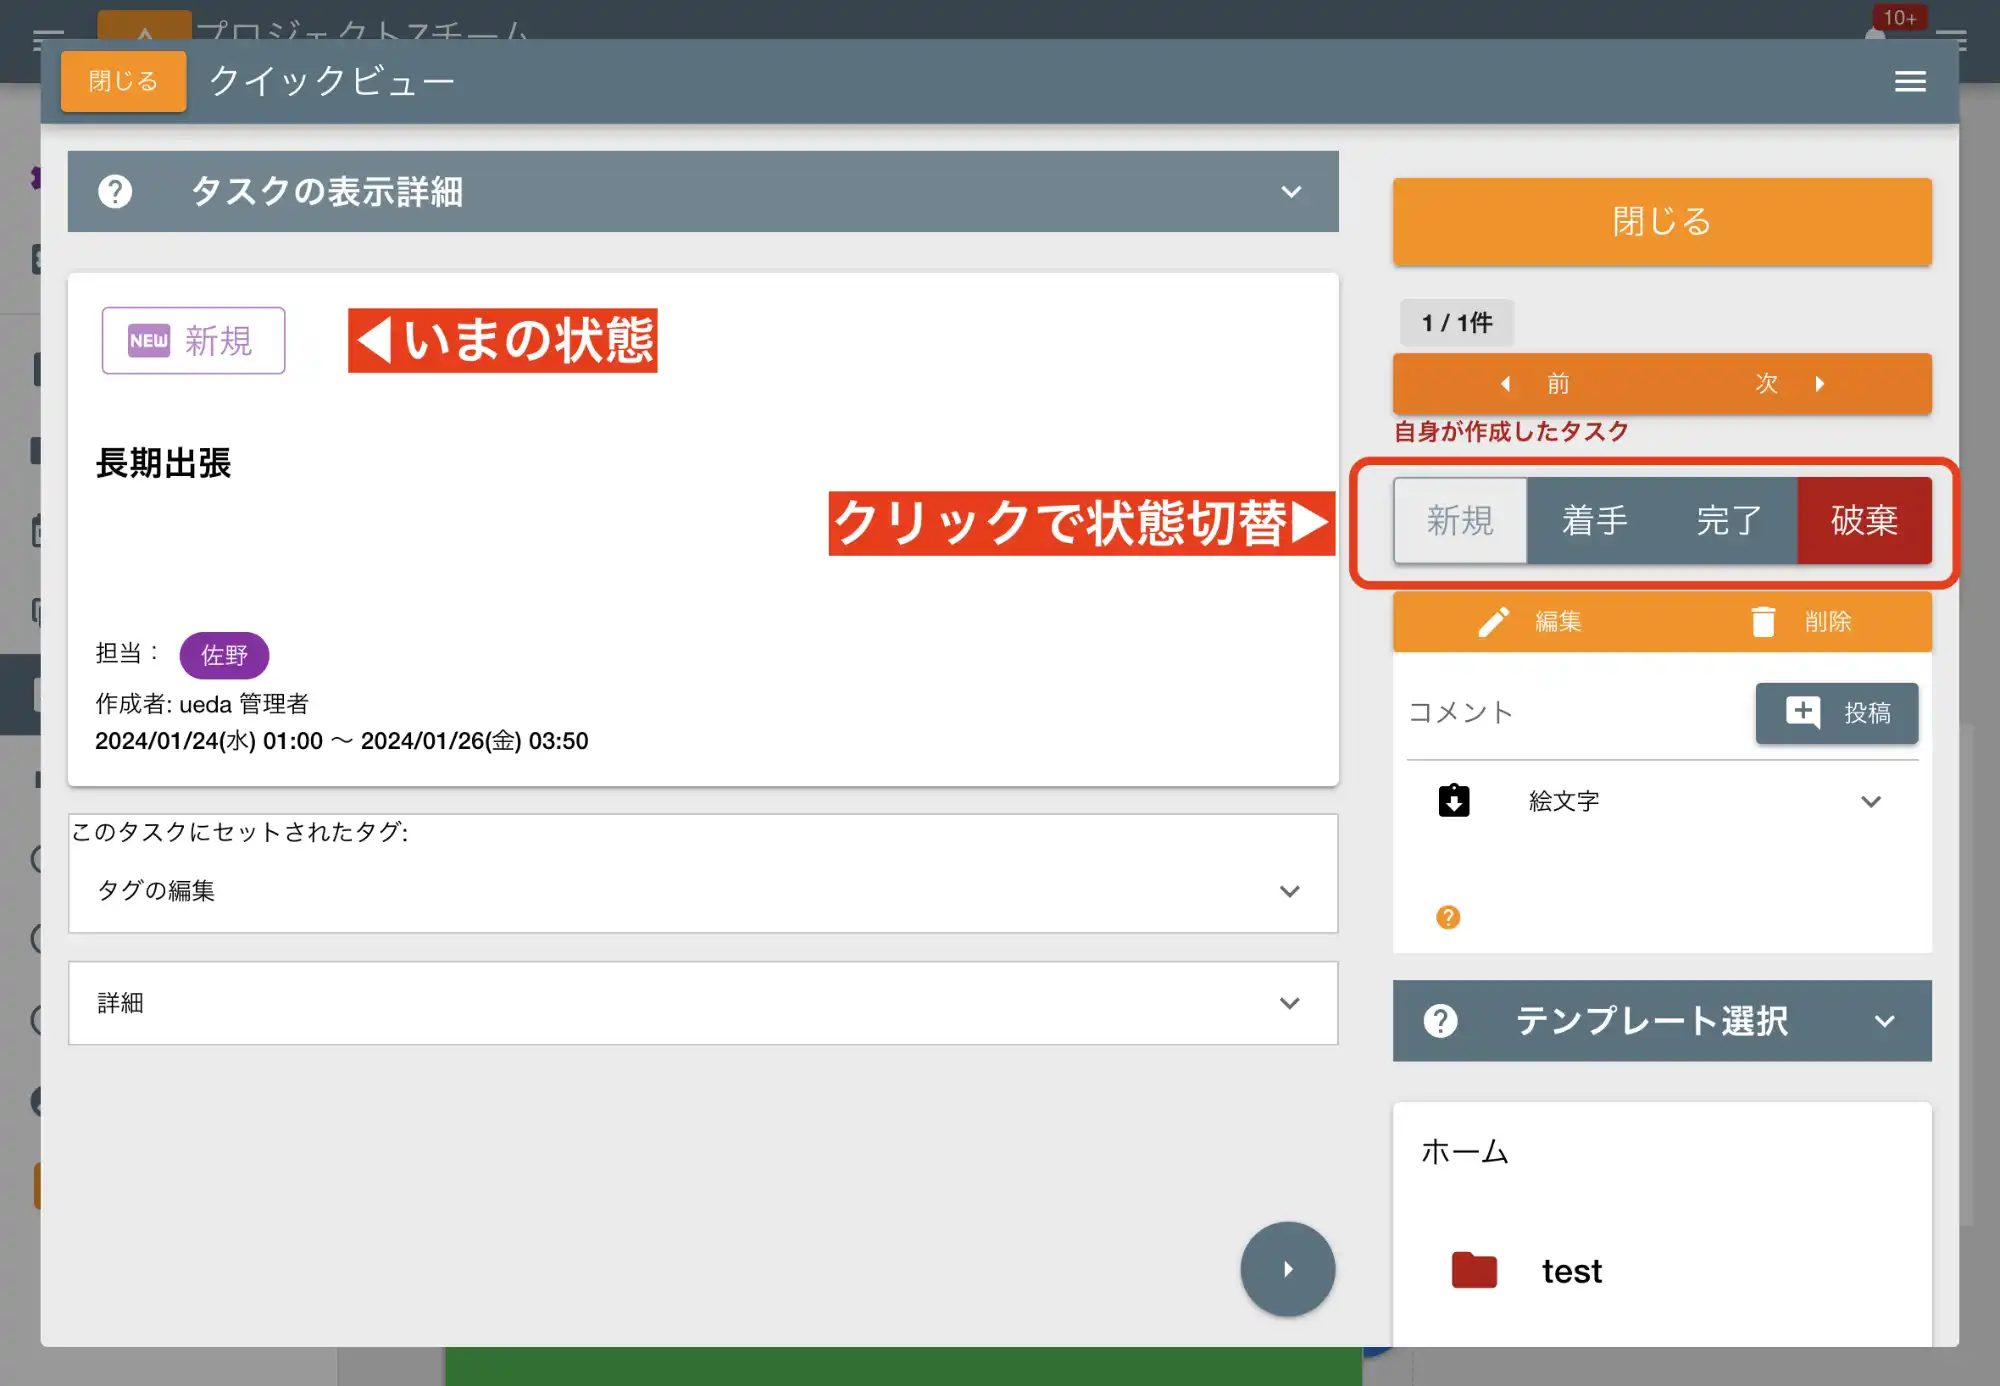 プロジェクトZチーム
10+
閉じる
クイックビュー
タスクの表示詳細
NEW 新規
◀いまの状態
長期出張
クリックで状態切替▶
担当：
佐野
作成者: ueda 管理者
2024/01/24(水) 01:00 〜 2024/01/26(金) 03:50
このタスクにセットされたタグ:
タグの編集
詳細
閉じる
1 / 1件
前
次
自身が作成したタスク
新規
着手
完了
破棄
編集
削除
コメント
投稿
絵文字
テンプレート選択
ホーム
test